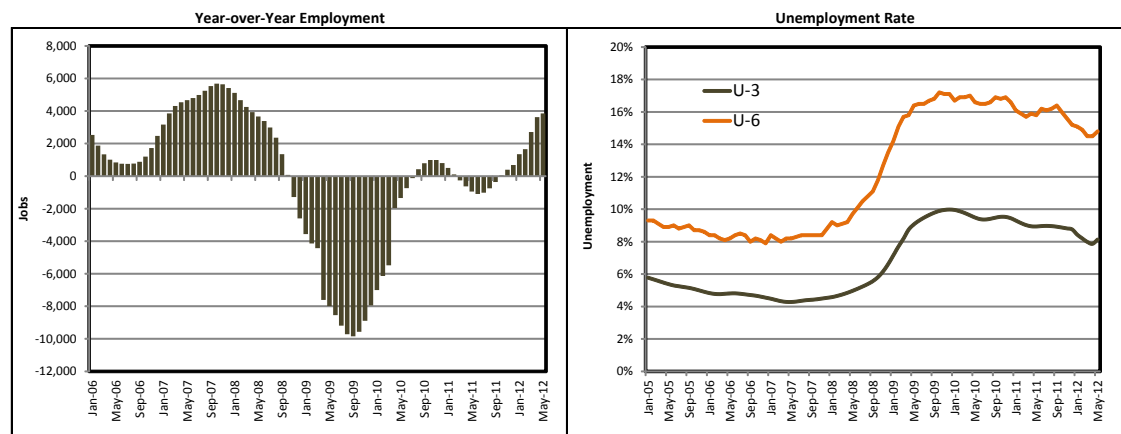 Year-over-Year Employment
8,000
6,000
4,000
2,000
0
-2,000
-4,000
-6,000
-8,000
-10,000
-12,000
Jobs
Jan-06
May-06
Sep-06
Jan-07
May-07
Sep-07
Jan-08
May-08
Sep-08
Jan-09
May-09
Sep-09
Jan-10
May-10
Sep-10
Jan-11
May-11
Sep-11
Jan-12
May-12
Unemployment Rate
20%
18%
16%
14%
12%
10%
8%
6%
4%
2%
0%
Unemployment
U-3
U-6
Jan-05
May-05
Sep-05
Jan-06
May-06
Sep-06
Jan-07
May-07
Sep-07
Jan-08
May-08
Sep-08
Jan-09
May-09
Sep-09
Jan-10
May-10
Sep-10
Jan-11
May-11
Sep-11
Jan-12
May-12